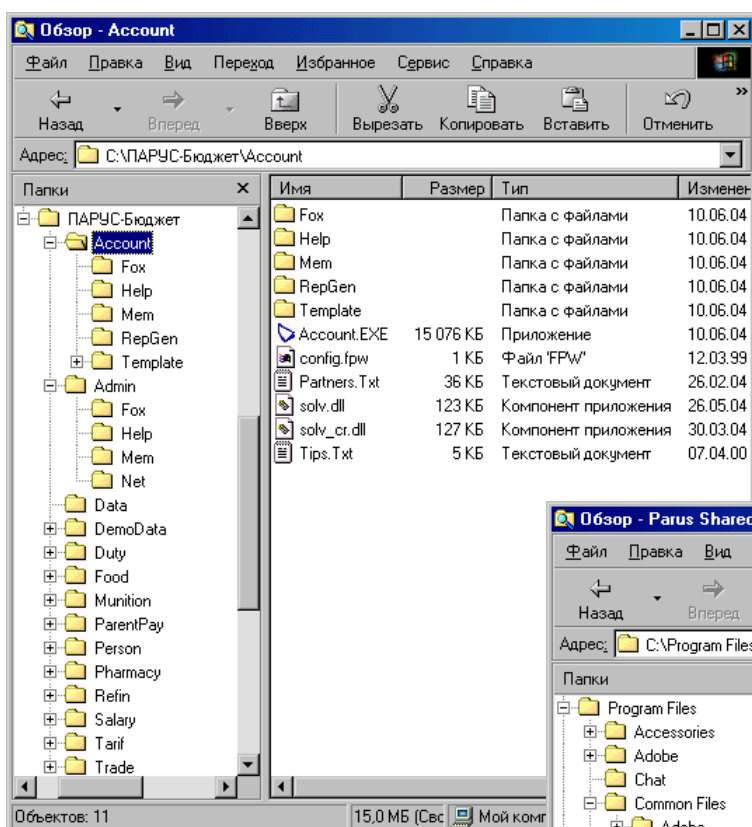 Обзор - Account
Файл Правка Вид Переход Избранное Сервис Справка
Назад Вперед Вверх Вырезать Копировать Вставить Отменить »
Адрес: C:\ПАРУС-Бюджет\Account
Папки
ПАРУС-Бюджет
Account
Fox
Help
Mem
RepGen
Template
Admin
Fox
Help
Mem
Net
Data
DemoData
Duty
Food
Munition
ParentPay
Person
Pharmacy
Refin
Salary
Tarif
Trade
Имя Размер Тип Изменен
Fox Папка с файлами 10.06.04
Help Папка с файлами 10.06.04
Mem Папка с файлами 10.06.04
RepGen Папка с файлами 10.06.04
Template Папка с файлами 10.06.04
Account.EXE 15 076 КБ Приложение 10.06.04
config.fpw 1 КБ Файл "FPW" 12.03.99
Partners.Txt 36 КБ Текстовый документ 26.02.04
solv.dll 123 КБ Компонент приложения 26.05.04
solv_cr.dll 127 КБ Компонент приложения 30.03.04
Tips.Txt 5 КБ Текстовый документ 07.04.00
Объектов: 11 15,0 МБ (Свс Мой комп
Обзор - Parus Shared
Файл Правка Вид
Назад Вперед
Адрес: C:\Program Files
Папки
Program Files
Accessories
Adobe
Chat
Common Files
Adobe